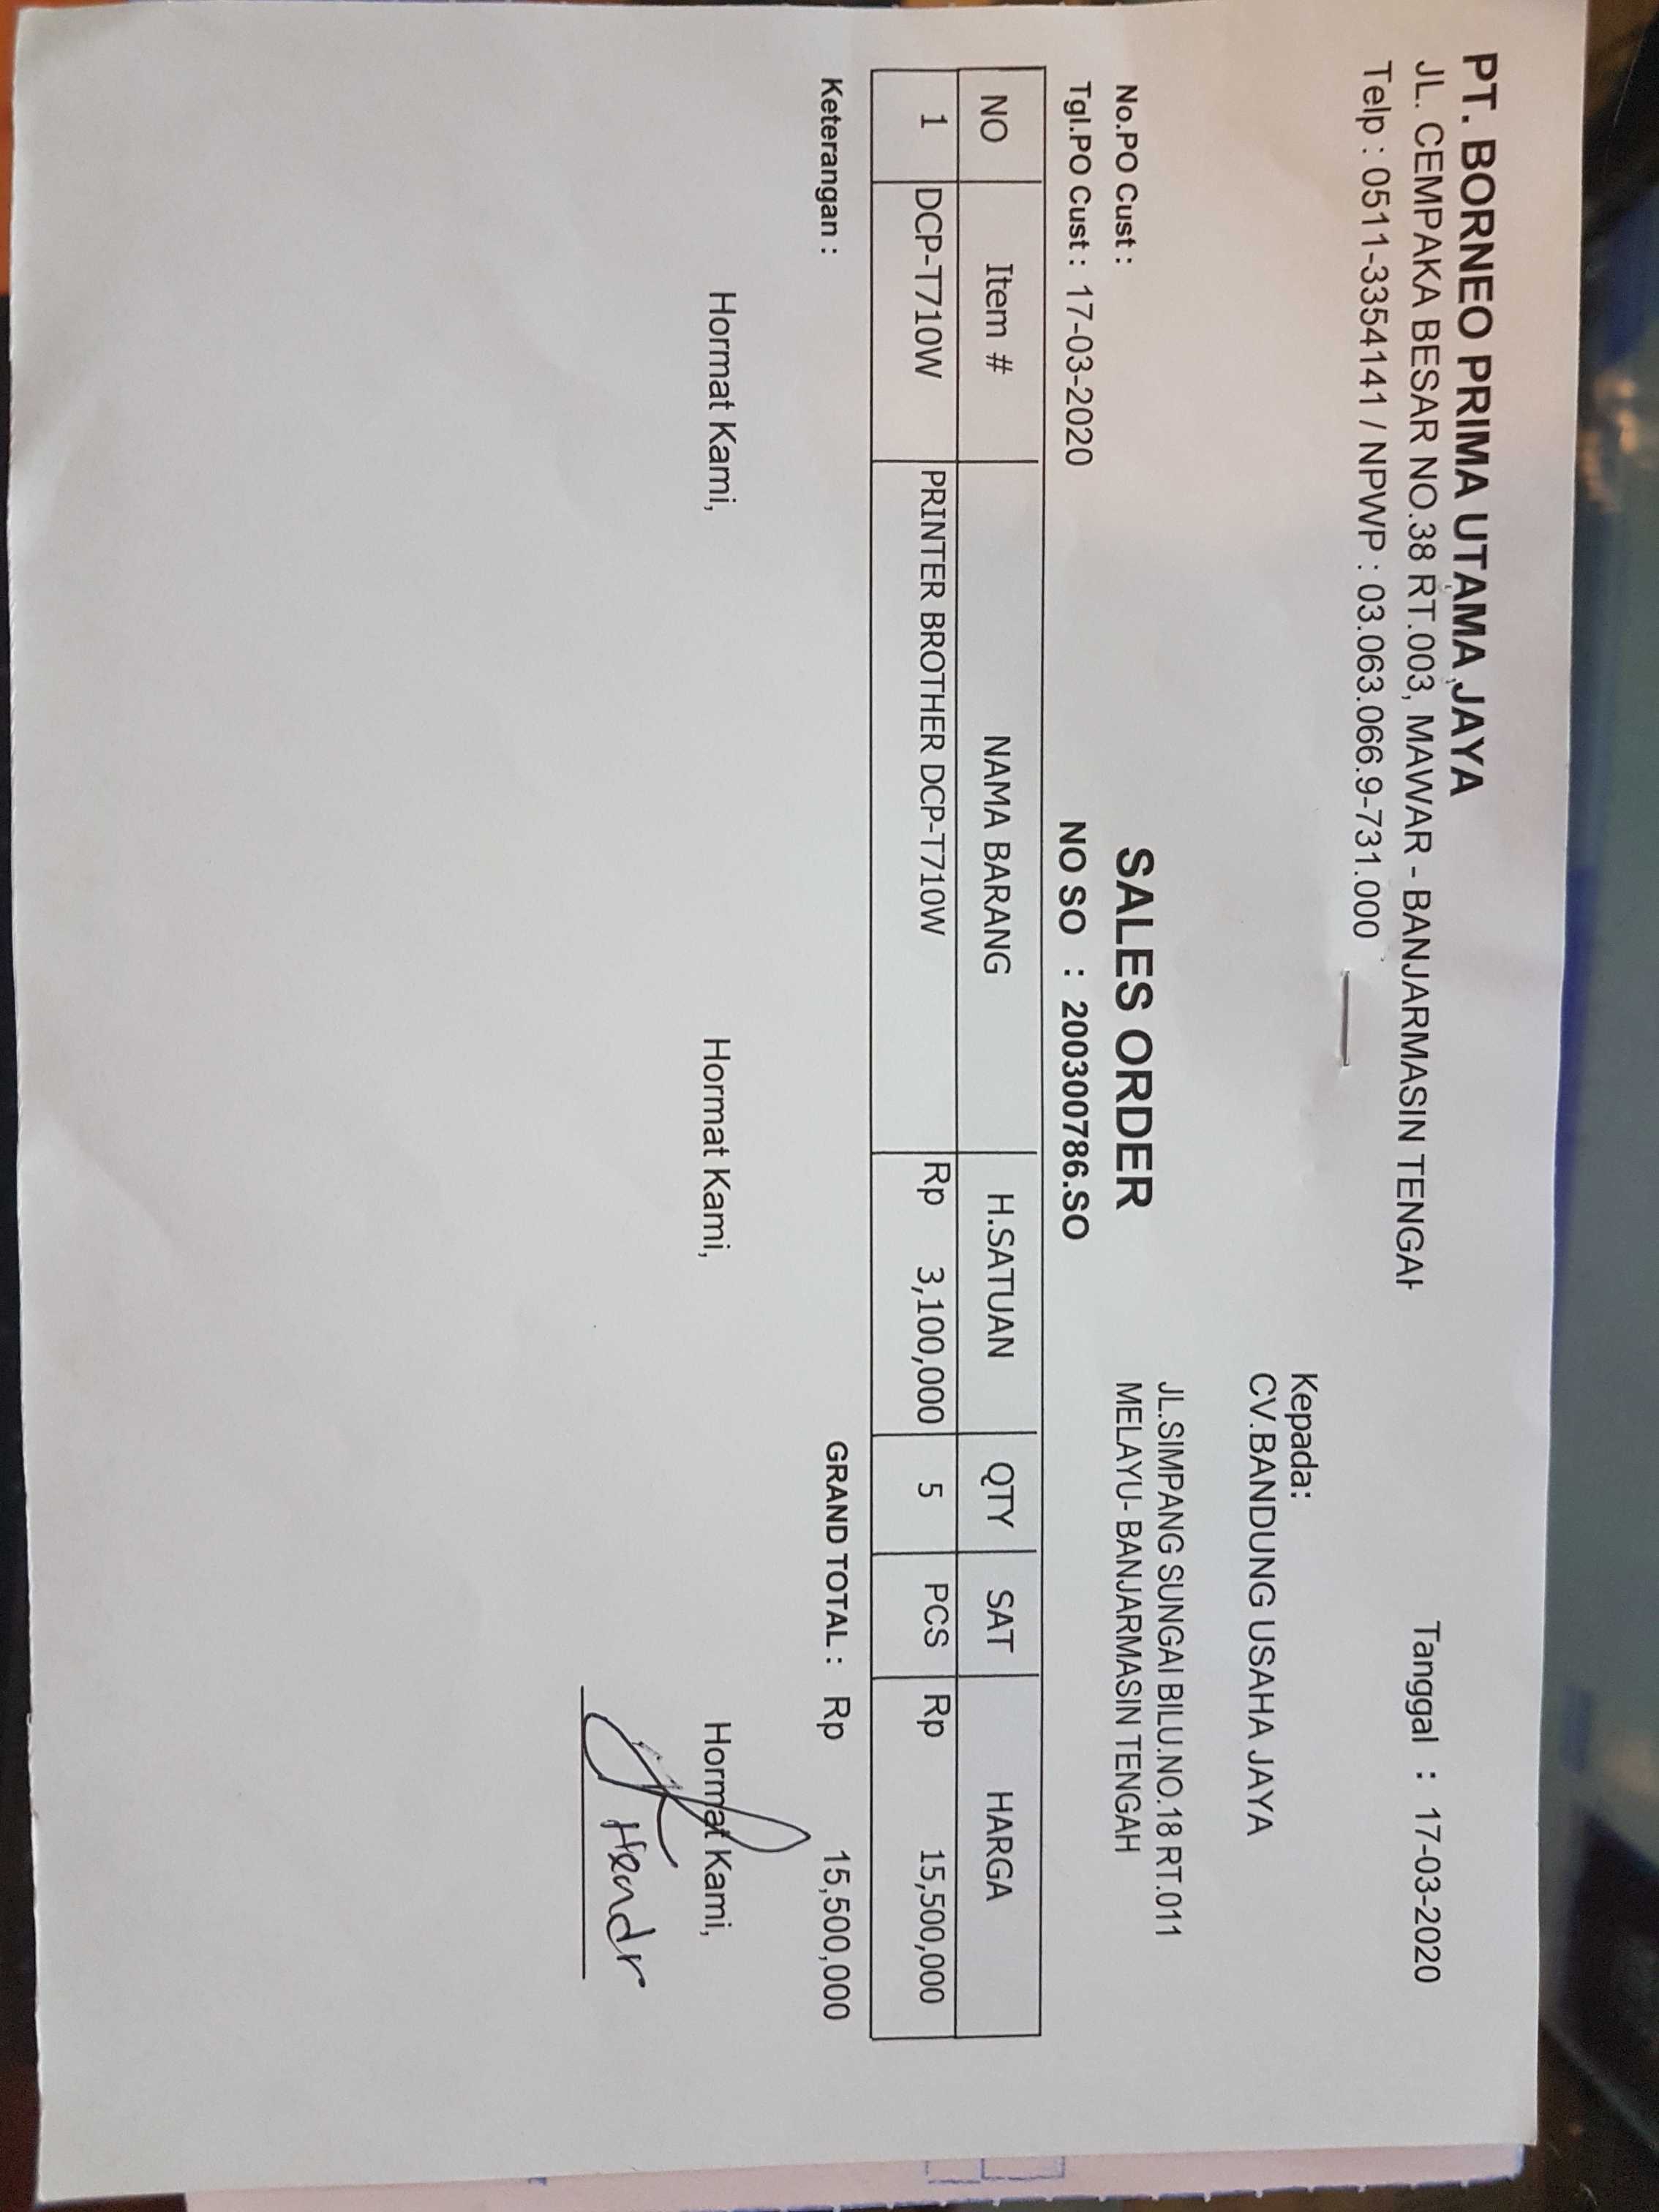 PT. BORNEO PRIMA UTAMA JAYA
JL. CEMPAKA BESAR NO.38 RT.003, MAWAR - BANJARMASIN TENGAH
Tanggal : 17-03-2020
Telp : 0511-3354141 / NPWP : 03.063.066.9-731.000
Kepada:
CV.BANDUNG USAHA JAYA
JL.SIMPANG SUNGAI BILU.NO.18 RT.011
MELAYU- BANJARMASIN TENGAH
SALES ORDER
No.PO Cust :
Tgl.PO Cust : 17-03-2020
NO SO : 200300786.SO
NO Item # NAMA BARANG H.SATUAN QTY SAT HARGA
1 DCP-T710W PRINTER BROTHER DCP-T710W Rp 3,100,000 5 PCS Rp 15,500,000
Keterangan : GRAND TOTAL : Rp 15,500,000
Hormat Kami, Hormat Kami, Hormat Kami,
Hendr